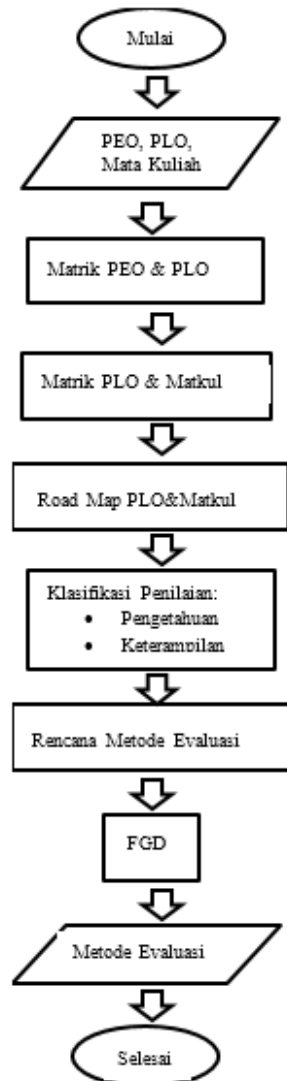 Mulai
PEO, PLO,
Mata Kuliah
Matrik PEO & PLO
Matrik PLO & Matkul
Road Map PLO&Matkul
Klasifikasi Penilaian:
• Pengetahuan
• Keterampilan
Rencana Metode Evaluasi
FGD
Metode Evaluasi
Selesai